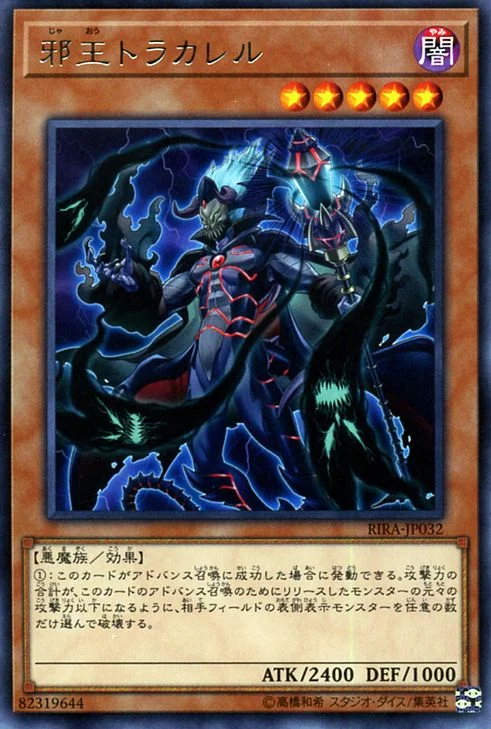 邪王トラカレル
じゃ おう
闇
やみ
RIRA-JP032
【悪魔族／効果】
①：このカードがアドバンス召喚に成功した場合に発動できる。攻撃力の
合計が、このカードのアドバンス召喚のためにリリースしたモンスターの元々の
攻撃力以下になるように、相手フィールドの表側表示モンスターを任意の数
だけ選んで破壊する。
ATK/2400 DEF/1000
82319644
©高橋和希 スタジオ・ダイス/集英社